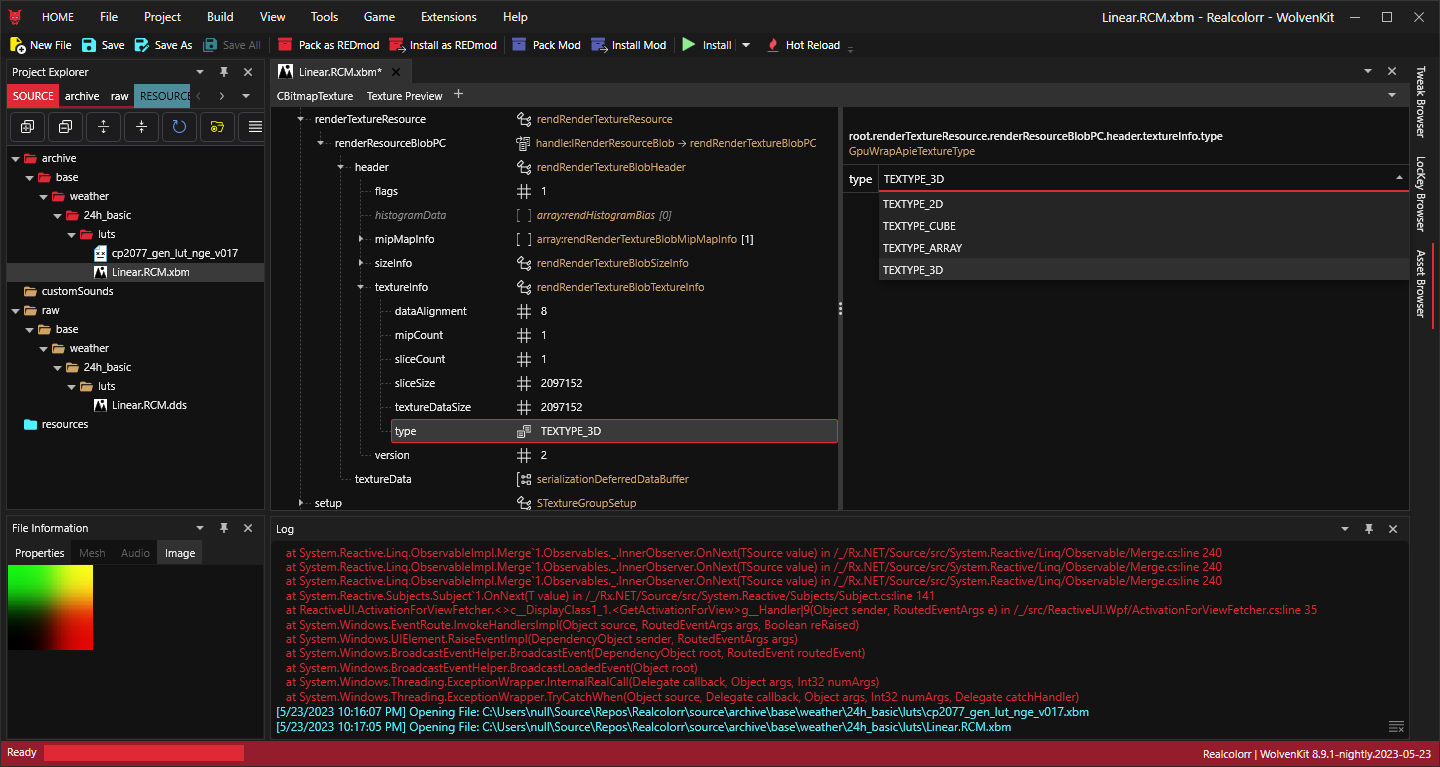 HOME File Project Build View Tools Game Extensions Help Linear.RCM.xbm - Realcolorr - WolvenKit
New File Save Save As Save All Pack as REDmod Install as REDmod Pack Mod Install Mod Install Hot Reload
Project Explorer
SOURCE archive raw RESOURCE
archive
base
weather
24h_basic
luts
cp2077_gen_lut_nge_v017
Linear.RCM.xbm
customSounds
raw
base
weather
24h_basic
luts
Linear.RCM.dds
resources
Linear.RCM.xbm*
CBitmapTexture Texture Preview +
renderTextureResource rendRenderTextureResource
renderResourceBlobPC handle:IRenderResourceBlob → rendRenderTextureBlobPC
header rendRenderTextureBlobHeader
flags 1
histogramData [ ] array:rendHistogramBias [0]
mipMapInfo [ ] array:rendRenderTextureBlobMipMapInfo [1]
sizeInfo rendRenderTextureBlobSizeInfo
textureInfo rendRenderTextureBlobTextureInfo
dataAlignment 8
mipCount 1
sliceCount 1
sliceSize 2097152
textureDataSize 2097152
type TEXTYPE_3D
version 2
textureData serializationDeferredDataBuffer
setup STextureGroupSetup
root.renderTextureResource.renderResourceBlobPC.header.textureInfo.type
GpuWrapApieTextureType
type TEXTYPE_3D
TEXTYPE_2D
TEXTYPE_CUBE
TEXTYPE_ARRAY
TEXTYPE_3D
Tweak Browser
Lockey Browser
Asset Browser
File Information
Properties Mesh Audio Image
Log
at System.Reactive.Linq.ObservableImpl.Merge`1.Observables._.InnerObserver.OnNext(TSource value) in /_/Rx.NET/Source/src/System.Reactive/Linq/Observable/Merge.cs:line 240
at System.Reactive.Linq.ObservableImpl.Merge`1.Observables._.InnerObserver.OnNext(TSource value) in /_/Rx.NET/Source/src/System.Reactive/Linq/Observable/Merge.cs:line 240
at System.Reactive.Linq.ObservableImpl.Merge`1.Observables._.InnerObserver.OnNext(TSource value) in /_/Rx.NET/Source/src/System.Reactive/Linq/Observable/Merge.cs:line 240
at System.Reactive.Subjects.Subject`1.OnNext(T value) in /_/Rx.NET/Source/src/System.Reactive/Subjects/Subject.cs:line 141
at ReactiveUI.ActivationForViewFetcher.<>c__DisplayClass1_1.<GetActivationForView>g__Handler|9(Object sender, RoutedEventArgs e) in /_/src/ReactiveUI.Wpf/ActivationForViewFetcher.cs:line 35
at System.Windows.EventRoute.InvokeHandlersImpl(Object source, RoutedEventArgs args, Boolean reRaised)
at System.Windows.UIElement.RaiseEventImpl(DependencyObject sender, RoutedEventArgs args)
at System.Windows.BroadcastEventHelper.BroadcastEvent(DependencyObject root, RoutedEvent routedEvent)
at System.Windows.BroadcastEventHelper.BroadcastLoadedEvent(Object root)
at System.Windows.Threading.ExceptionWrapper.InternalRealCall(Delegate callback, Object args, Int32 numArgs)
at System.Windows.Threading.ExceptionWrapper.TryCatchWhen(Object source, Delegate callback, Object args, Int32 numArgs, Delegate catchHandler)
[5/23/2023 10:16:07 PM] Opening File: C:\Users\null\Source\Repos\Realcolorr\source\archive\base\weather\24h_basic\luts\cp2077_gen_lut_nge_v017.xbm
[5/23/2023 10:17:05 PM] Opening File: C:\Users\null\Source\Repos\Realcolorr\source\archive\base\weather\24h_basic\luts\Linear.RCM.xbm
Ready Realcolorr | WolvenKit 8.9.1-nightly.2023-05-23